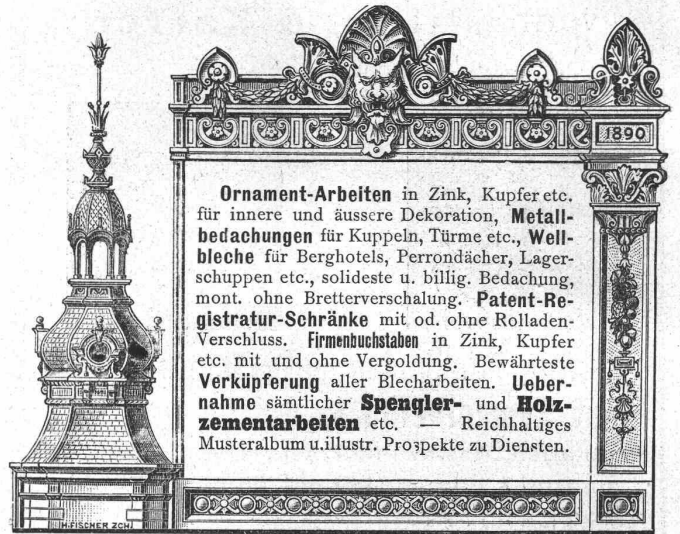 1890
Ornament-Arbeiten in Zink, Kupfer etc.
für innere und äussere Dekoration, Metall-
bedachungen für Kuppeln, Türme etc., Well-
bleche für Berghotels, Perrondächer, Lager-
schuppen etc., solideste u. billig. Bedachung,
mont. ohne Bretterverschalung. Patent-Re-
gistratur-Schränke mit od. ohne Rolladen-
Verschluss. Firmenbuchstaben in Zink, Kupfer
etc. mit und ohne Vergoldung. Bewährteste
Verküpferung aller Blecharbeiten. Ueber-
nahme sämtlicher Spengler- und Holz-
zementarbeiten etc. — Reichhaltiges
Musteralbum u. illustr. Prospekte zu Diensten.
H. FISCHER ZCH.